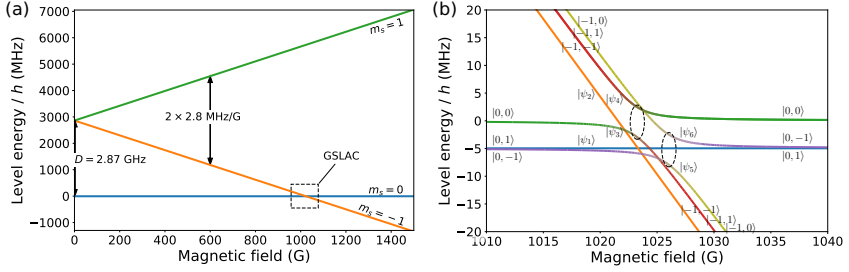 (a)
Level energy / h (MHz)
7000
6000
5000
4000
3000
2000
1000
0
−1000
m_s = 1
2 × 2.8 MHz/G
D = 2.87 GHz
GSLAC
m_s = 0
m_s = −1
0
200
400
600
800
1000
1200
1400
Magnetic field (G)
(b)
Level energy / h (MHz)
20
15
10
5
0
−5
−10
−15
−20
|−1, 0⟩
|−1, 1⟩
|−1, −1⟩
|ψ₂⟩
|ψ₄⟩
|0, 0⟩
|0, 0⟩
|ψ₃⟩
|ψ₁⟩
|ψ₆⟩
|0, 1⟩
|0, −1⟩
|0, −1⟩
|0, 1⟩
|ψ₅⟩
|−1, −1⟩
|−1, 1⟩
|−1, 0⟩
1010
1015
1020
1025
1030
1035
1040
Magnetic field (G)